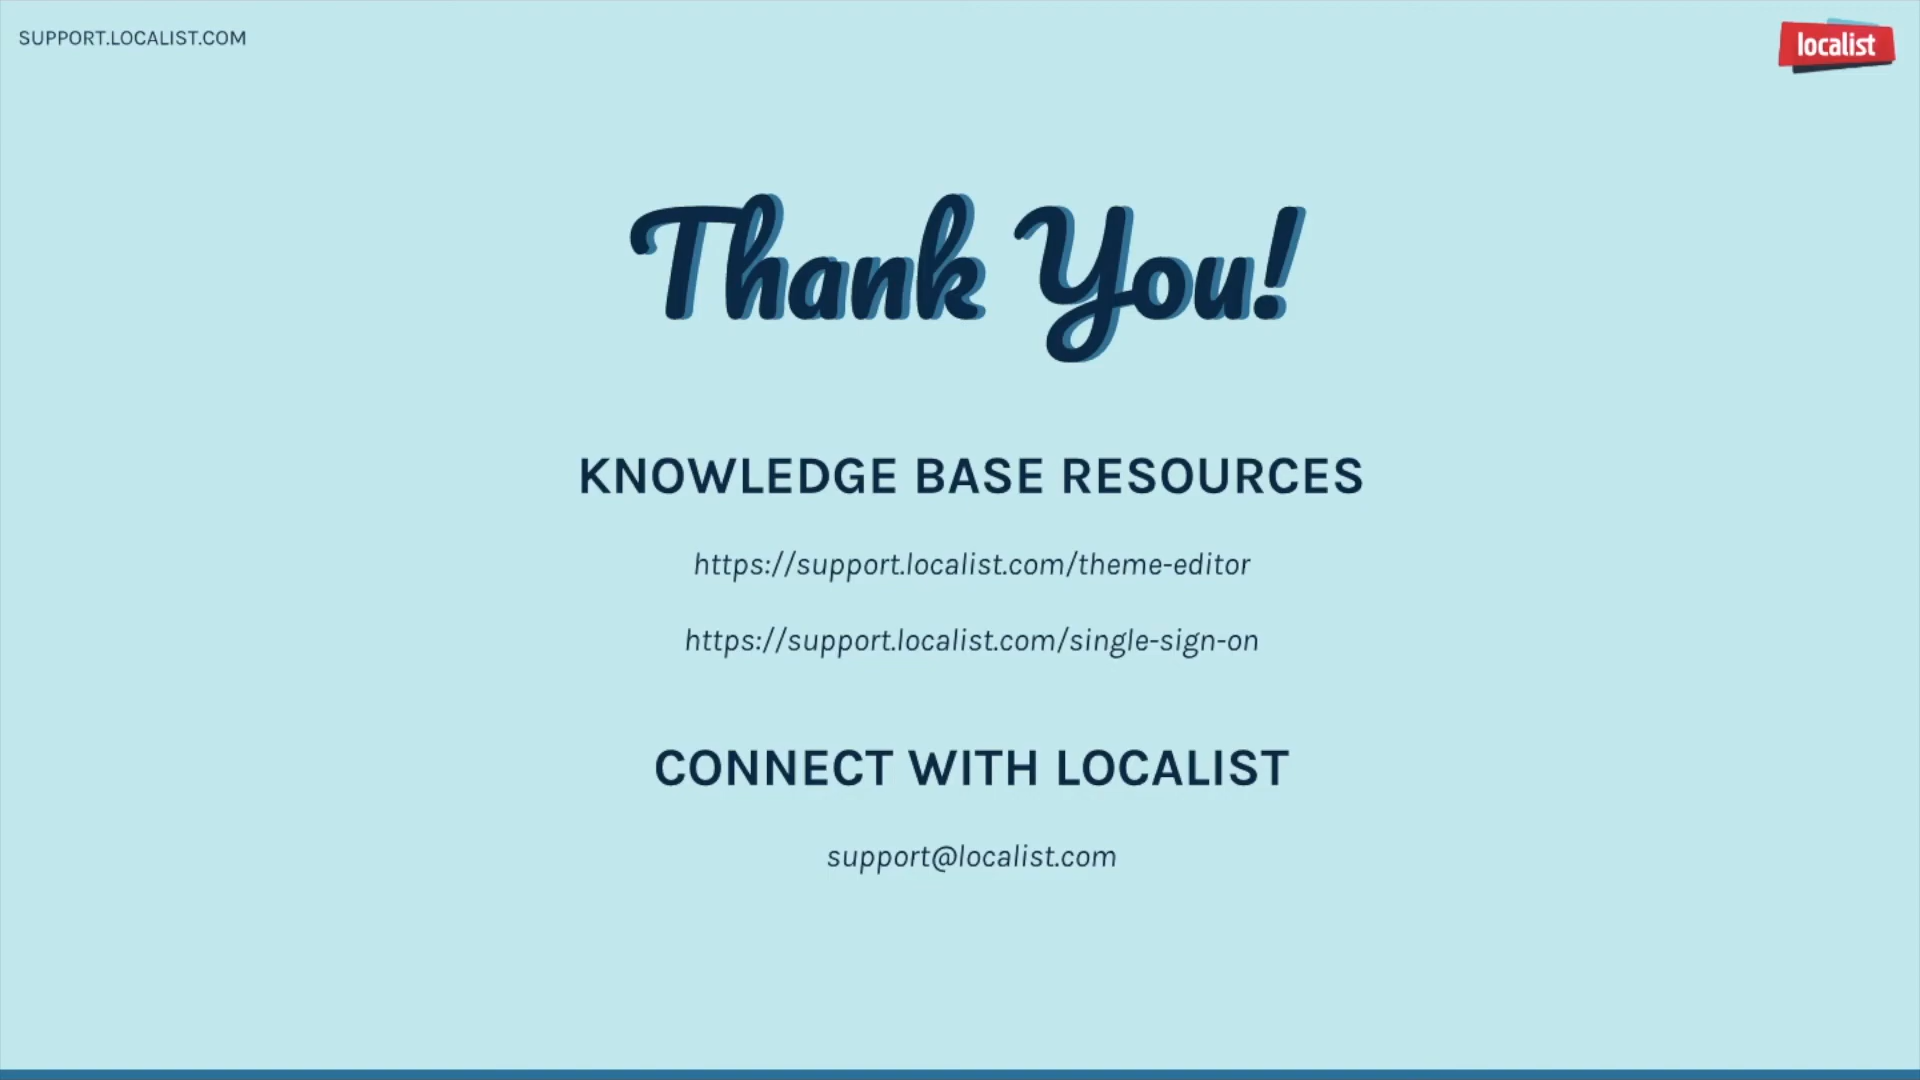 SUPPORT.LOCALIST.COM
localist
Thank You!
KNOWLEDGE BASE RESOURCES
https://support.localist.com/theme-editor
https://support.localist.com/single-sign-on
CONNECT WITH LOCALIST
support@localist.com